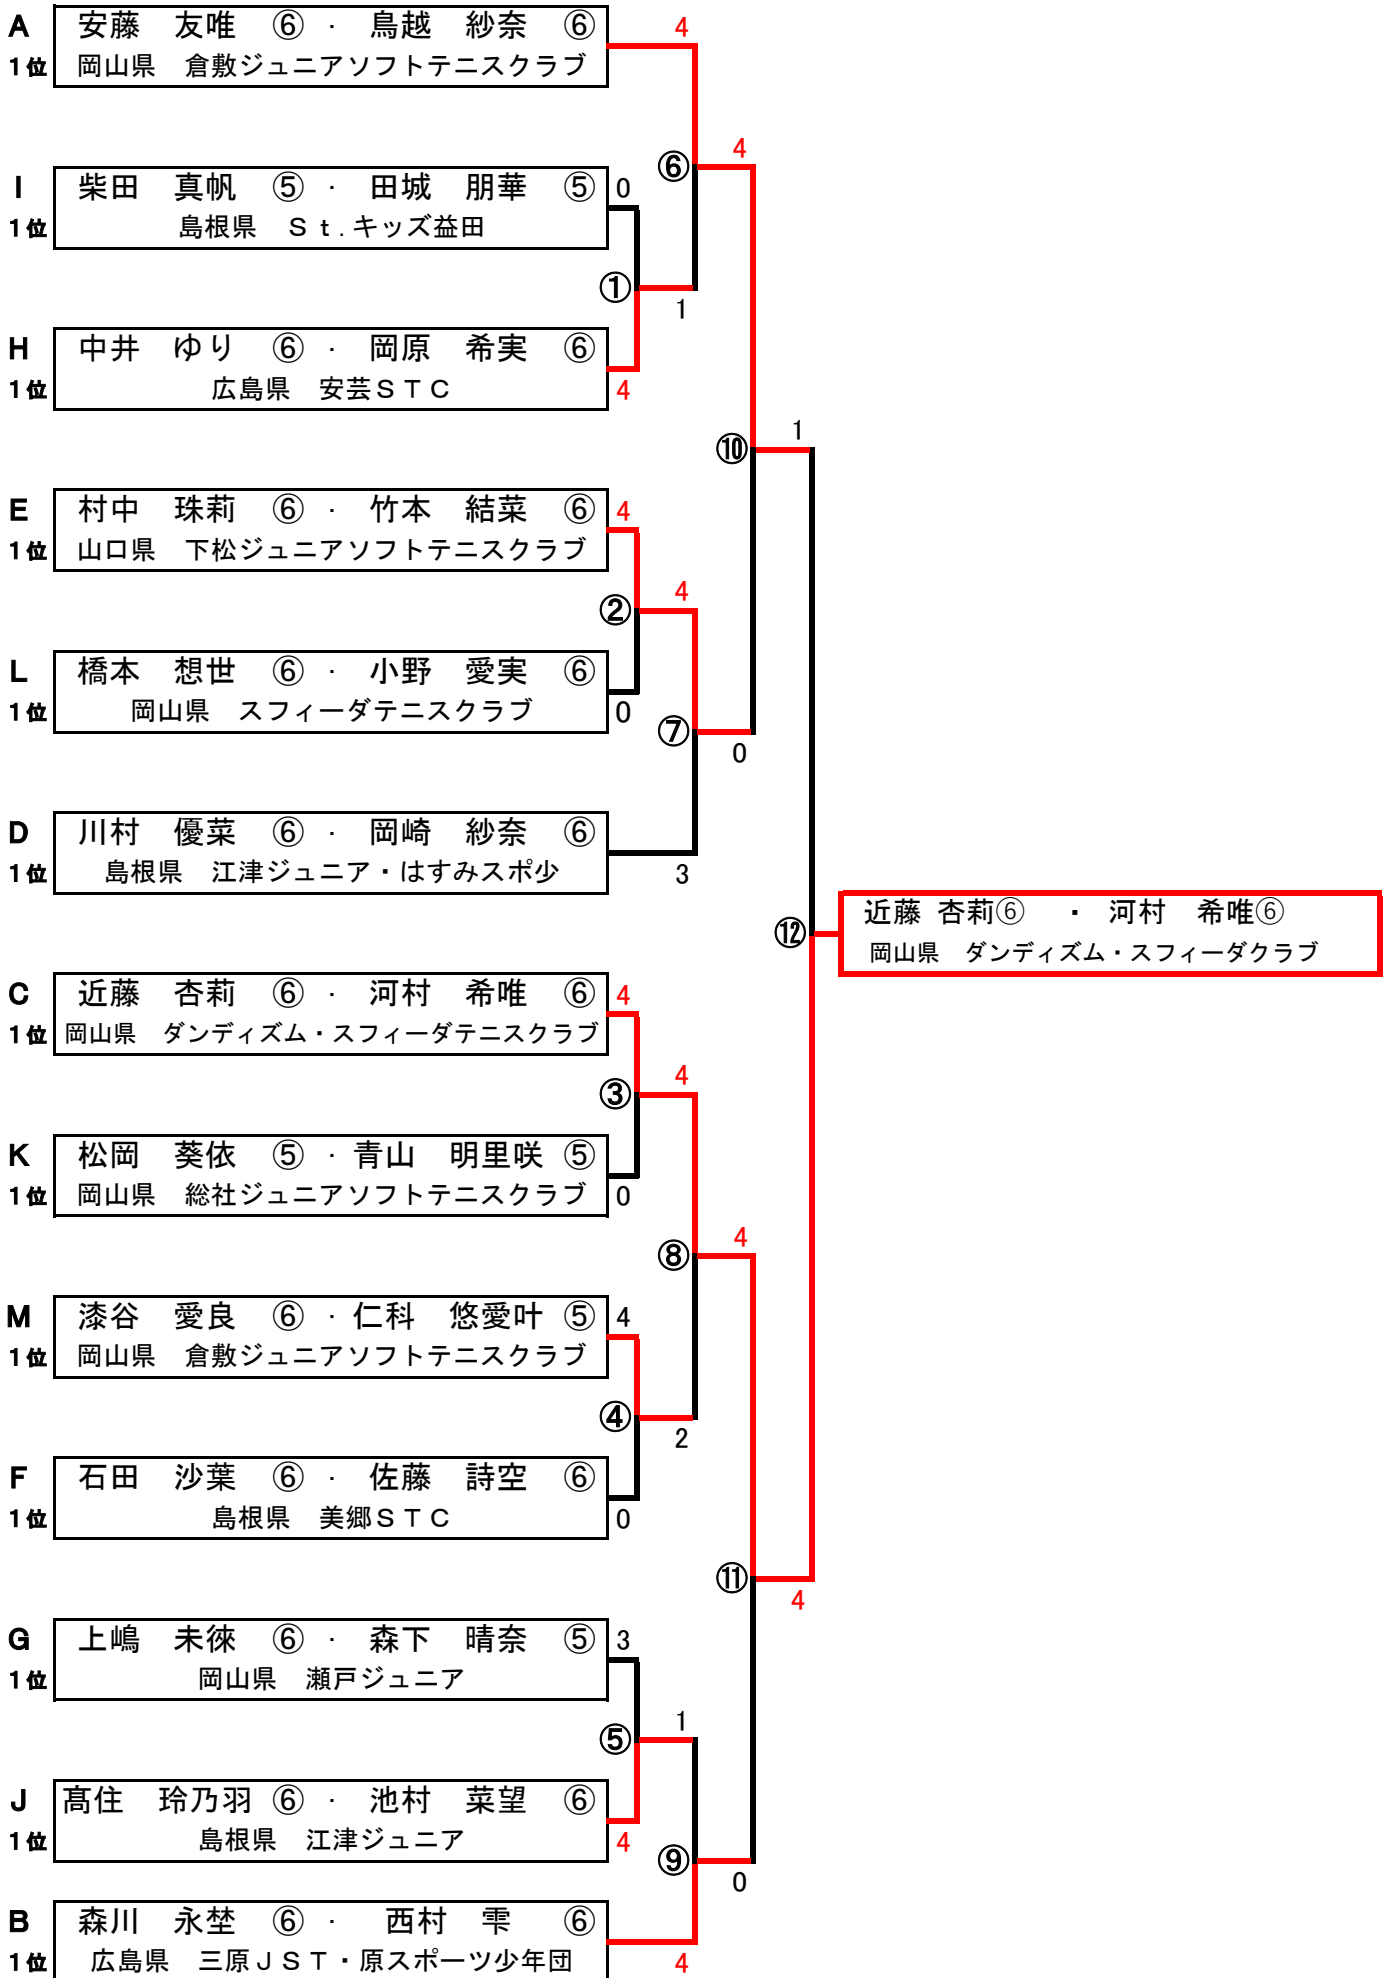 A 安藤 友唯 ⑥ · 鳥越 紗奈 ⑥ 4
1位 岡山県 倉敷ジュニアソフトテニスクラブ
⑥ 4
I 柴田 真帆 ⑤ · 田城 朋華 ⑤ 0
1位 島根県 Ｓｔ.キッズ益田
① 1
H 中井 ゆり ⑥ · 岡原 希実 ⑥
1位 広島県 安芸ＳＴＣ 4
⑩ 1
E 村中 珠莉 ⑥ · 竹本 結菜 ⑥ 4
1位 山口県 下松ジュニアソフトテニスクラブ
② 4
L 橋本 想世 ⑥ · 小野 愛実 ⑥
1位 岡山県 スフィーダテニスクラブ 0
⑦ 0
D 川村 優菜 ⑥ · 岡崎 紗奈 ⑥
1位 島根県 江津ジュニア・はすみスポ少 3
⑫ 近藤 杏莉⑥ ・ 河村 希唯⑥
岡山県 ダンディズム・スフィーダクラブ
C 近藤 杏莉 ⑥ · 河村 希唯 ⑥ 4
1位 岡山県 ダンディズム・スフィーダテニスクラブ
③ 4
K 松岡 葵依 ⑤ · 青山 明里咲 ⑤
1位 岡山県 総社ジュニアソフトテニスクラブ 0
⑧ 4
M 漆谷 愛良 ⑥ · 仁科 悠愛叶 ⑤ 4
1位 岡山県 倉敷ジュニアソフトテニスクラブ
④ 2
F 石田 沙葉 ⑥ · 佐藤 詩空 ⑥
1位 島根県 美郷ＳＴＣ 0
⑪ 4
G 上嶋 未徠 ⑥ · 森下 晴奈 ⑤ 3
1位 岡山県 瀬戸ジュニア
⑤ 1
J 髙住 玲乃羽 ⑥ · 池村 菜望 ⑥
1位 島根県 江津ジュニア 4
⑨ 0
B 森川 永埜 ⑥ · 西村 雫 ⑥
1位 広島県 三原ＪＳＴ・原スポーツ少年団 4